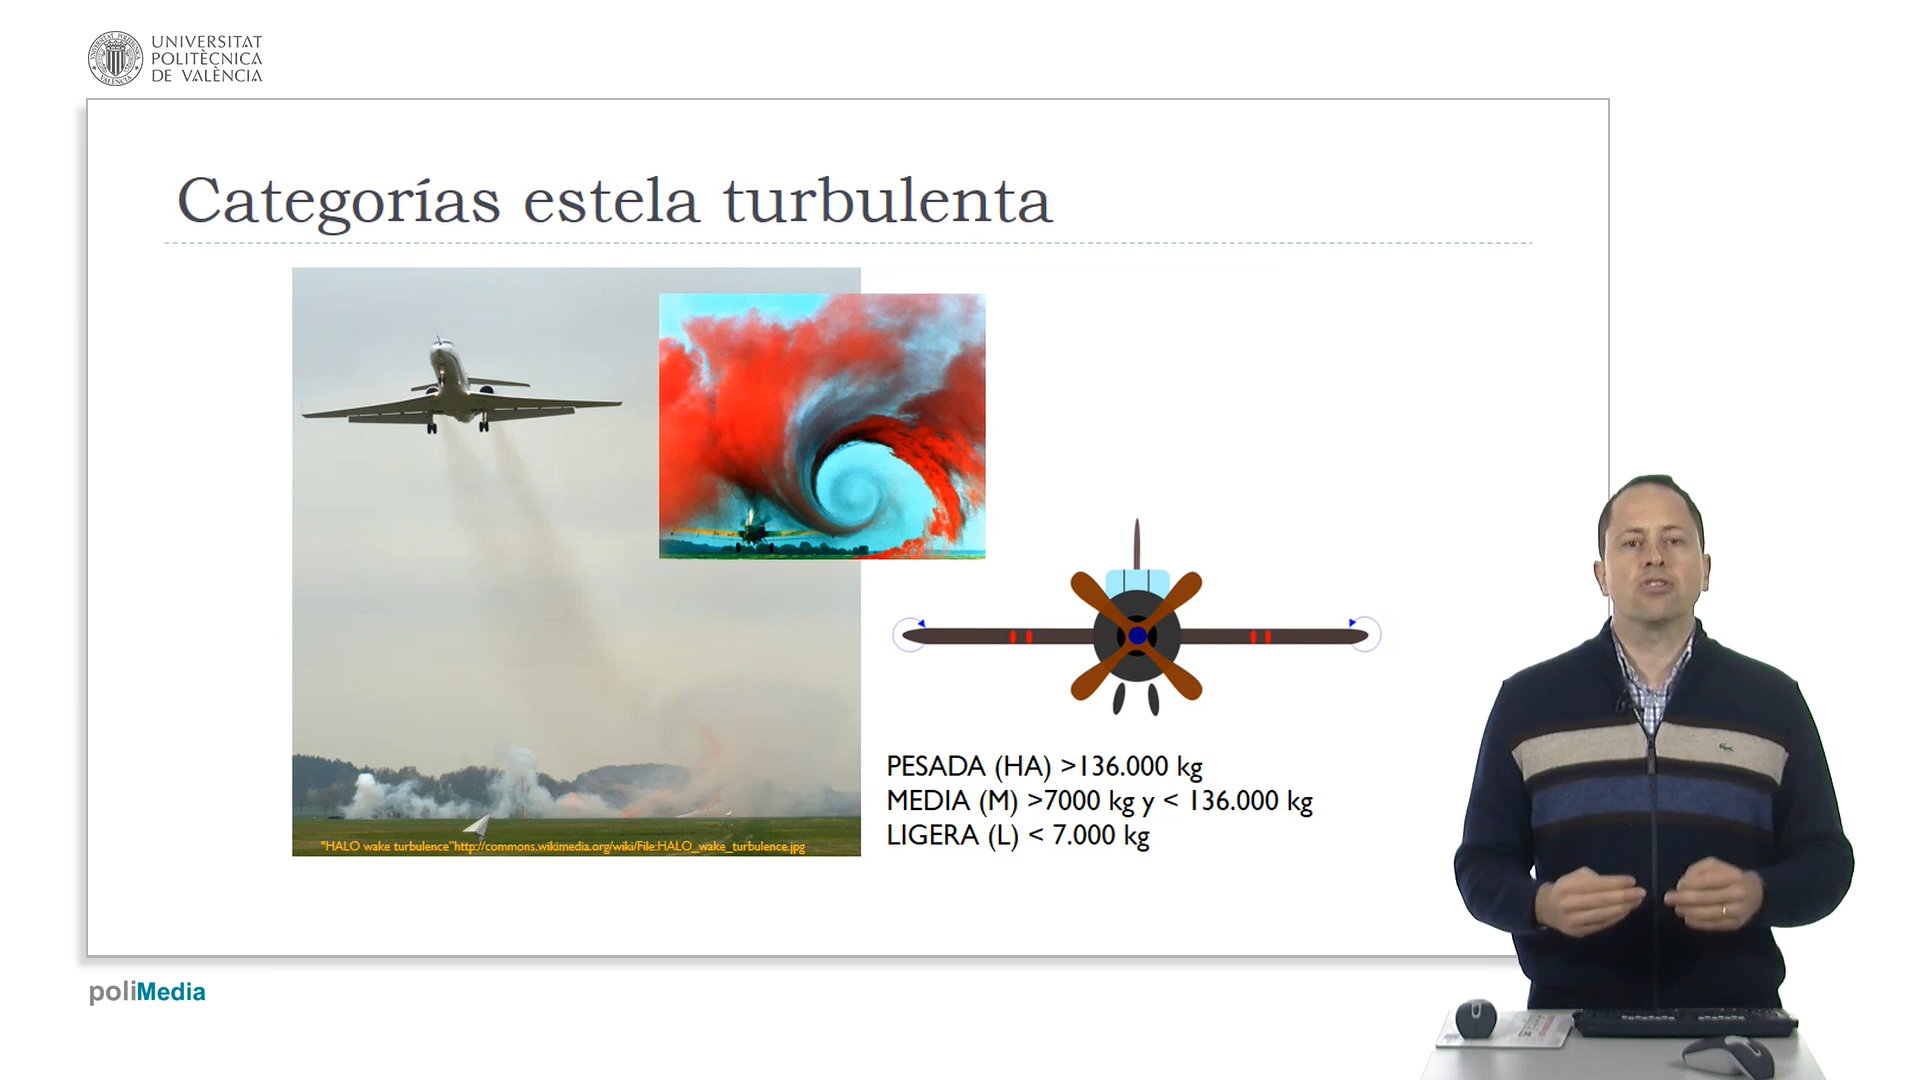 UNIVERSITAT
POLITÈCNICA
DE VALÈNCIA
Categorías estela turbulenta
"HALO wake turbulence"http://commons.wikimedia.org/wiki/File:HALO_wake_turbulence.jpg
PESADA (HA) >136.000 kg
MEDIA (M) >7000 kg y < 136.000 kg
LIGERA (L) < 7.000 kg
poliMedia